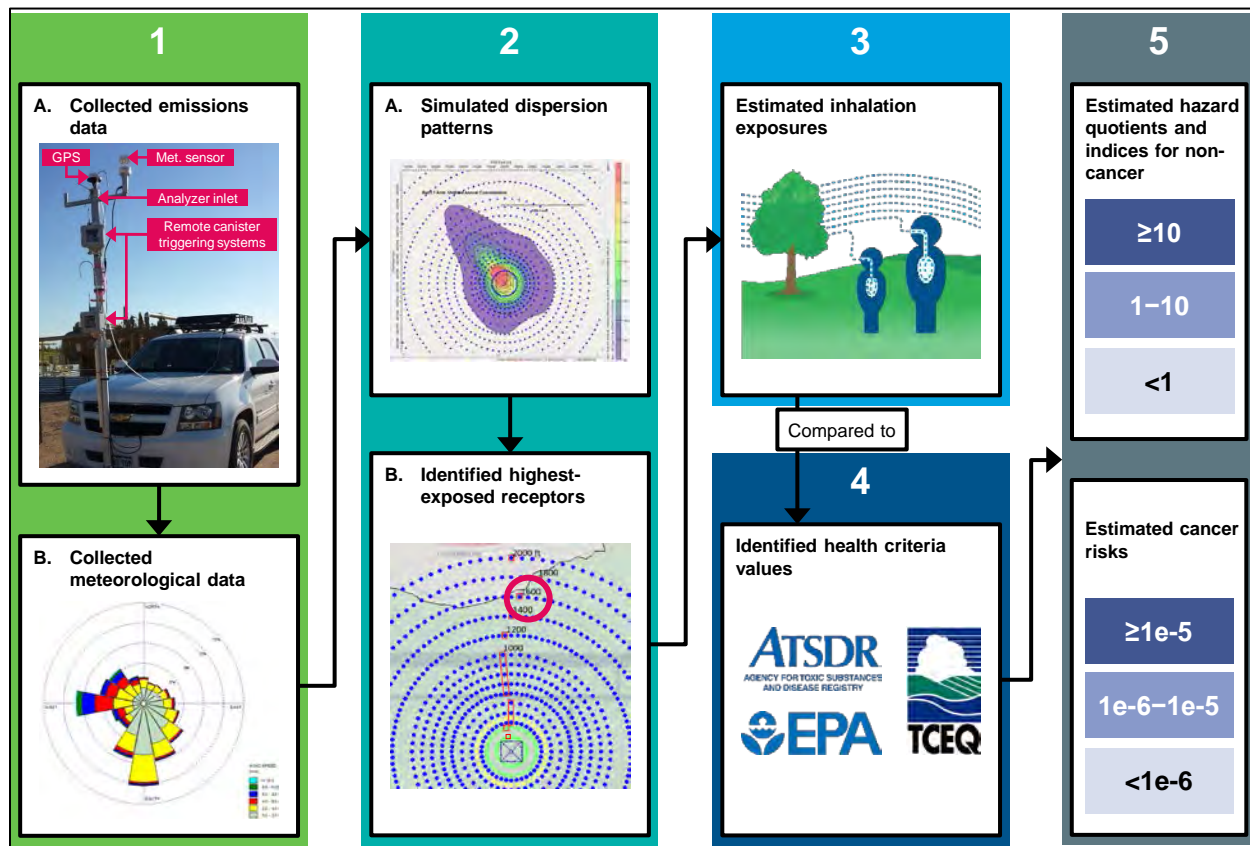 1
A. Collected emissions
data
GPS
Met. sensor
Analyzer inlet
Remote canister
triggering systems
B. Collected
meteorological data
2
A. Simulated dispersion
patterns
B. Identified highest-
exposed receptors
2000 ft
1800
1600
1400
1200
1000
3
Estimated inhalation
exposures
Compared to
4
Identified health criteria
values
ATSDR
AGENCY FOR TOXIC SUBSTANCES
AND DISEASE REGISTRY
EPA
TCEQ
5
Estimated hazard
quotients and
indices for non-
cancer
≥10
1−10
<1
Estimated cancer
risks
≥1e-5
1e-6−1e-5
<1e-6